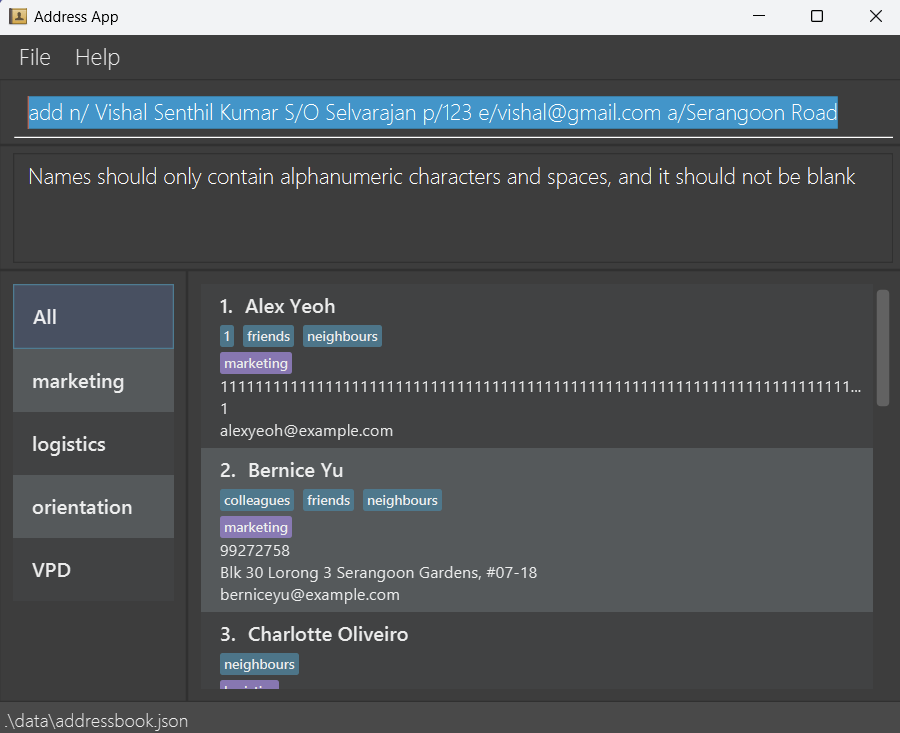 Address App
File Help
add n/ Vishal Senthil Kumar S/O Selvarajan p/123 e/vishal@gmail.com a/Serangoon Road
Names should only contain alphanumeric characters and spaces, and it should not be blank
All
marketing
logistics
orientation
VPD
1. Alex Yeoh
1 friends neighbours
marketing
11111111111111111111111111111111111111111111111111111111111111111111111...
1
alexyeoh@example.com
2. Bernice Yu
colleagues friends neighbours
marketing
99272758
Blk 30 Lorong 3 Serangoon Gardens, #07-18
berniceyu@example.com
3. Charlotte Oliveiro
neighbours
.\data\addressbook.json